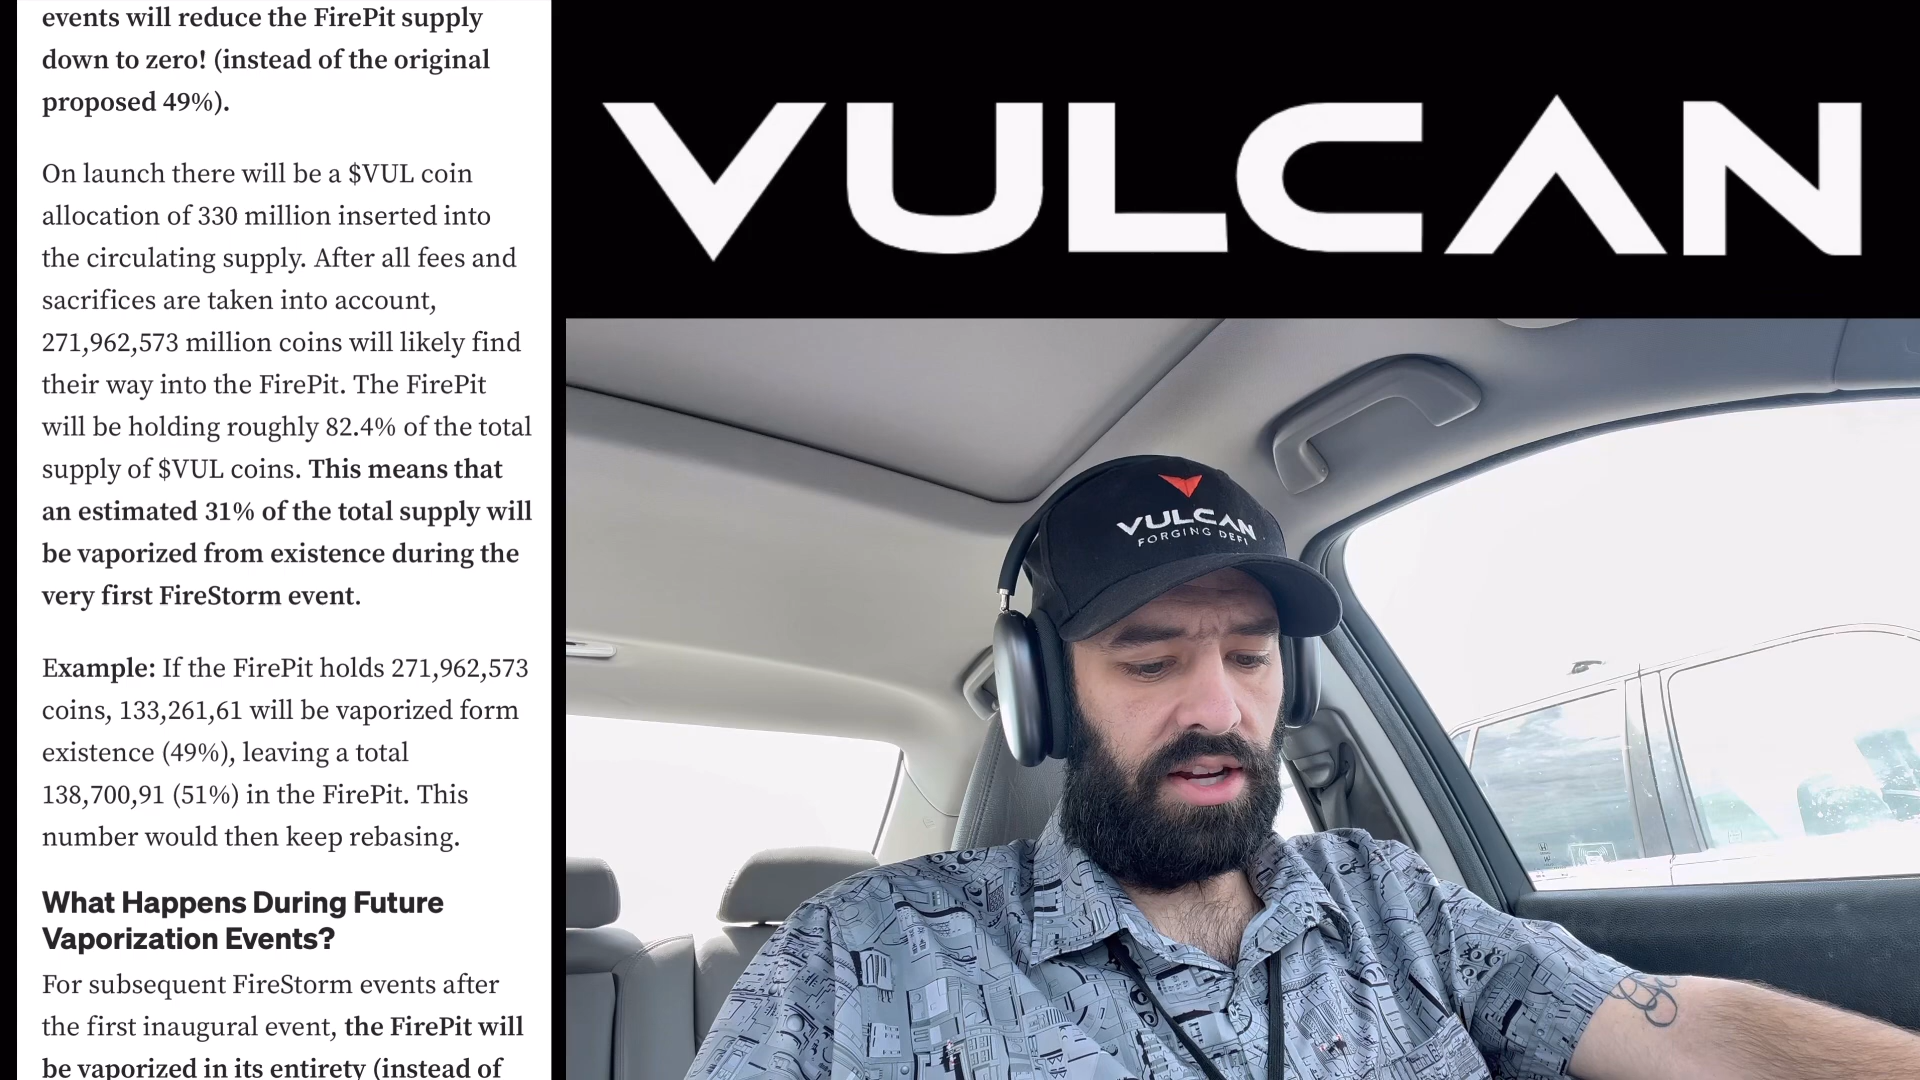 events will reduce the FirePit supply
down to zero! (instead of the original
proposed 49%).
On launch there will be a $VUL coin
allocation of 330 million inserted into
the circulating supply. After all fees and
sacrifices are taken into account,
271,962,573 million coins will likely find
their way into the FirePit. The FirePit
will be holding roughly 82.4% of the total
supply of $VUL coins. This means that
an estimated 31% of the total supply will
be vaporized from existence during the
very first FireStorm event.
Example: If the FirePit holds 271,962,573
coins, 133,261,61 will be vaporized form
existence (49%), leaving a total
138,700,91 (51%) in the FirePit. This
number would then keep rebasing.
What Happens During Future
Vaporization Events?
For subsequent FireStorm events after
the first inaugural event, the FirePit will
be vaporized in its entirety (instead of
VULCAN
VULCAN
FORGING DEFI